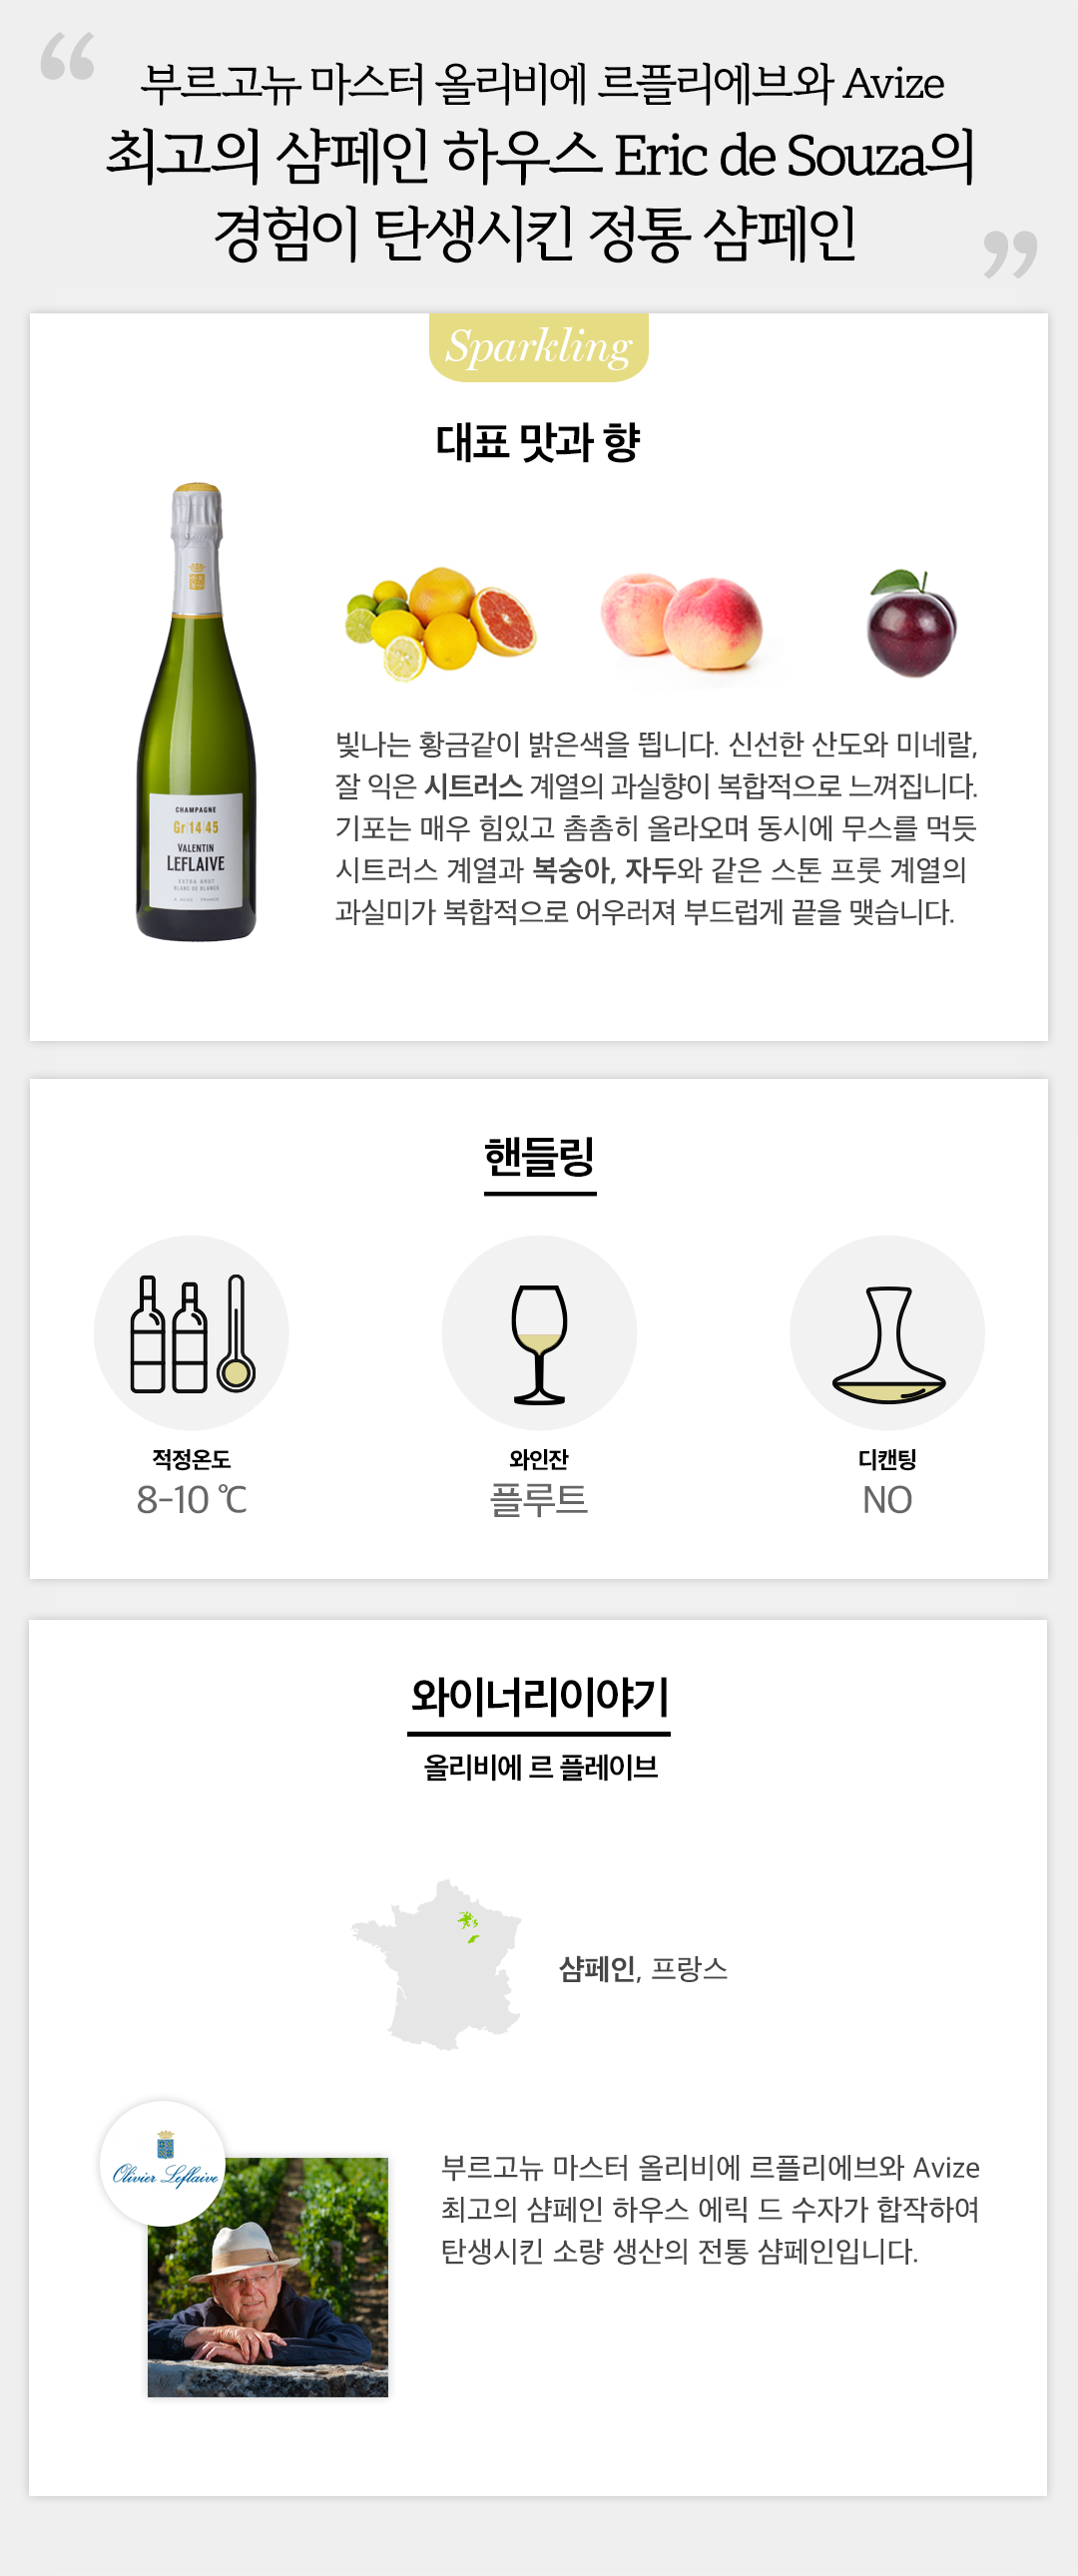 “
부르고뉴 마스터 올리비에 르플리에브와 Avize
최고의 샴페인 하우스 Eric de Souza의
경험이 탄생시킨 정통 샴페인
”
Sparkling
대표 맛과 향
CHAMPAGNE
Gr|14|45
VALENTIN
LEFLAIVE
EXTRA BRUT
BLANC DE BLANCS
A AVIZE - FRANCE
빛나는 황금같이 밝은색을 띕니다. 신선한 산도와 미네랄,
잘 익은 시트러스 계열의 과실향이 복합적으로 느껴집니다.
기포는 매우 힘있고 촘촘히 올라오며 동시에 무스를 먹듯
시트러스 계열과 복숭아, 자두와 같은 스톤 프룻 계열의
과실미가 복합적으로 어우러져 부드럽게 끝을 맺습니다.
핸들링
적정온도
8-10 ℃
와인잔
플루트
디캔팅
NO
와이너리이야기
올리비에 르 플레이브
샴페인, 프랑스
Olivier Leflaive
부르고뉴 마스터 올리비에 르플리에브와 Avize
최고의 샴페인 하우스 에릭 드 수자가 합작하여
탄생시킨 소량 생산의 전통 샴페인입니다.